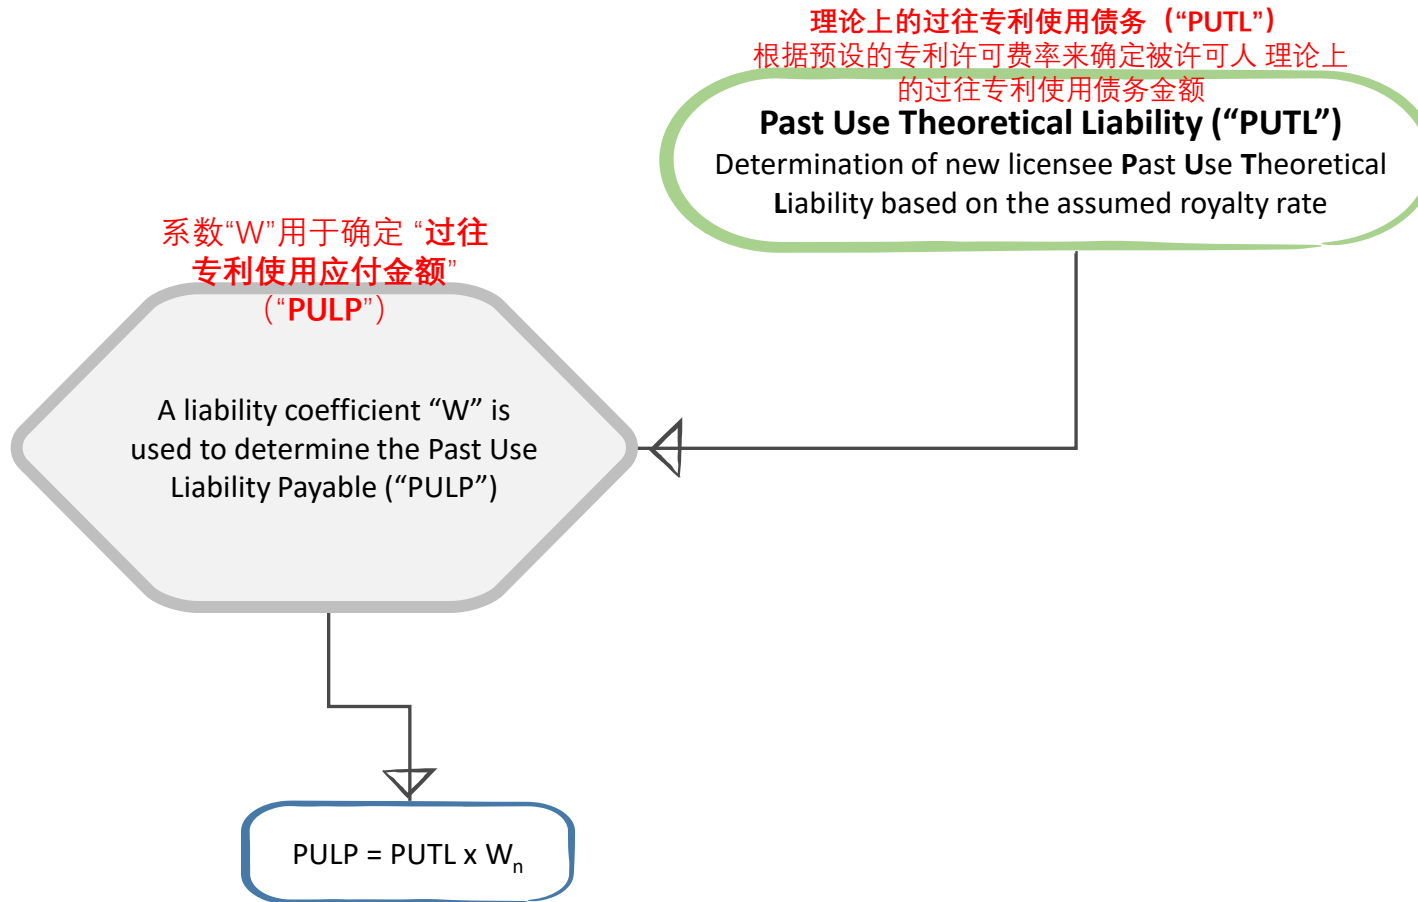 理论上的过往专利使用债务（“PUTL”）
根据预设的专利许可费率来确定被许可人 理论上
的过往专利使用债务金额
Past Use Theoretical Liability (“PUTL”)
Determination of new licensee Past Use Theoretical
Liability based on the assumed royalty rate
系数“W”用于确定 “过往
专利使用应付金额”
（“PULP”）
A liability coefficient “W” is
used to determine the Past Use
Liability Payable (“PULP”)
PULP = PUTL x Wn